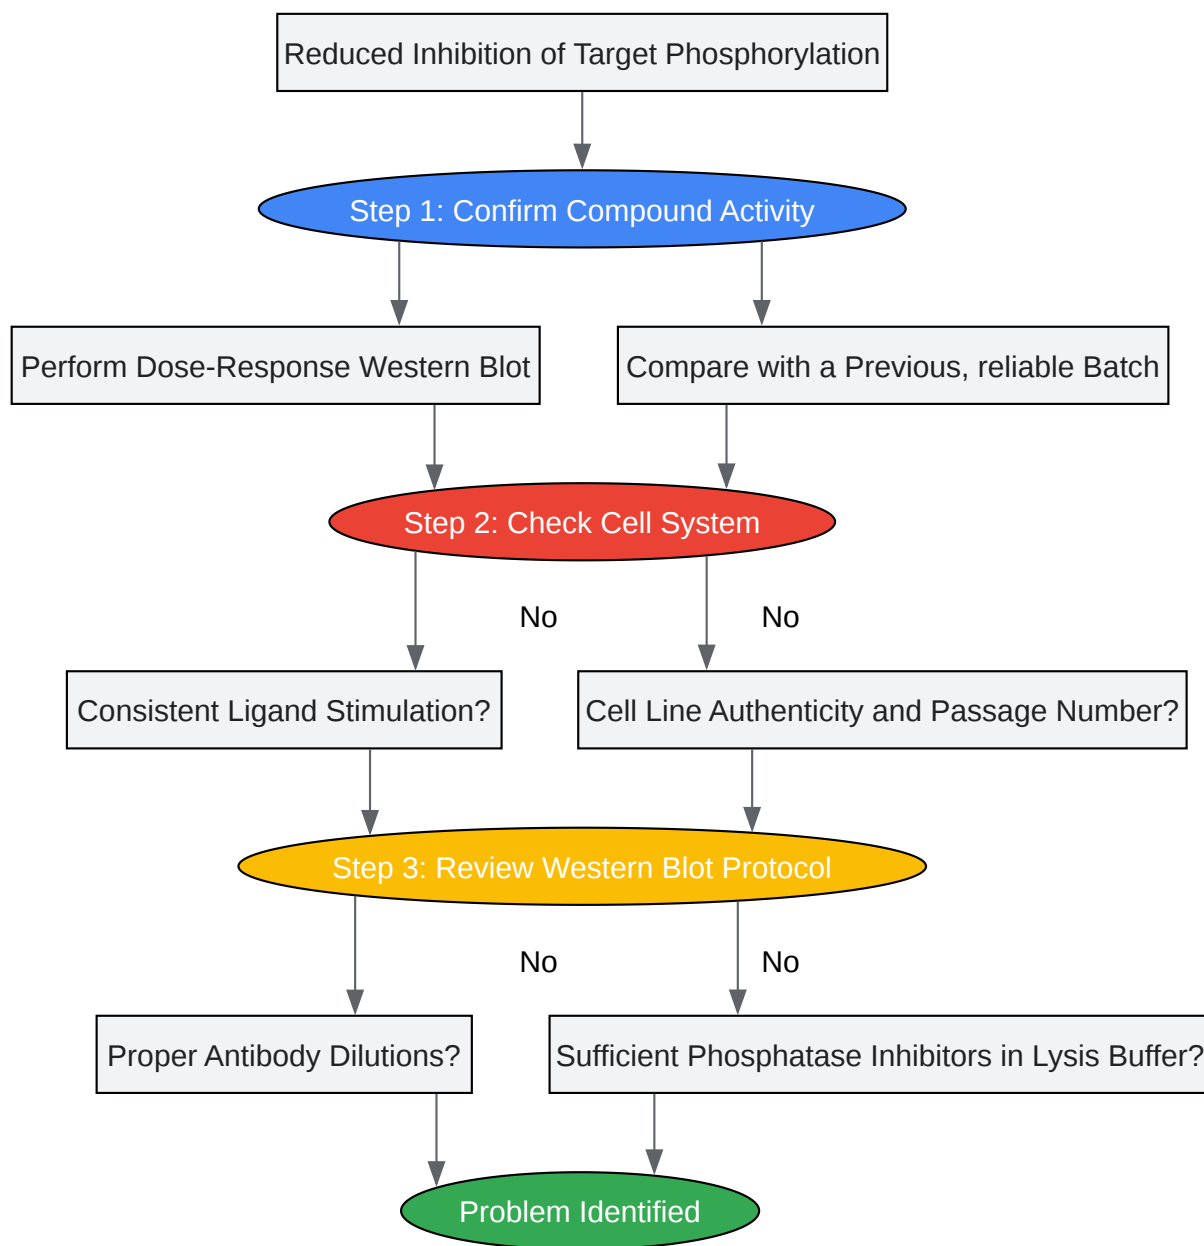 Reduced Inhibition of Target Phosphorylation
Step 1: Confirm Compound Activity
Perform Dose-Response Western Blot
Compare with a Previous, reliable Batch
Step 2: Check Cell System
No
No
Consistent Ligand Stimulation?
Cell Line Authenticity and Passage Number?
Step 3: Review Western Blot Protocol
No
No
Proper Antibody Dilutions?
Sufficient Phosphatase Inhibitors in Lysis Buffer?
Problem Identified